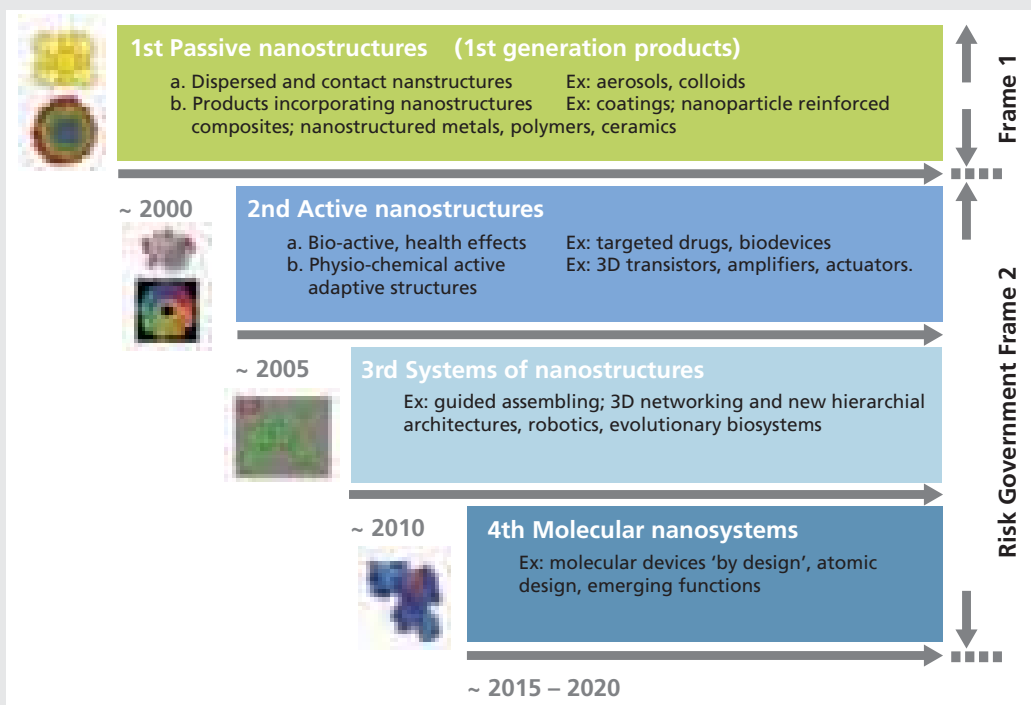 1st Passive nanostructures (1st generation products)
a. Dispersed and contact nanstructures Ex: aerosols, colloids
b. Products incorporating nanostructures Ex: coatings; nanoparticle reinforced
composites; nanostructured metals, polymers, ceramics
Frame 1
~ 2000
2nd Active nanostructures
a. Bio-active, health effects Ex: targeted drugs, biodevices
b. Physio-chemical active Ex: 3D transistors, amplifiers, actuators.
adaptive structures
~ 2005
3rd Systems of nanostructures
Ex: guided assembling; 3D networking and new hierarchial
architectures, robotics, evolutionary biosystems
Risk Government Frame 2
~ 2010
4th Molecular nanosystems
Ex: molecular devices ‘by design’, atomic
design, emerging functions
~ 2015 – 2020